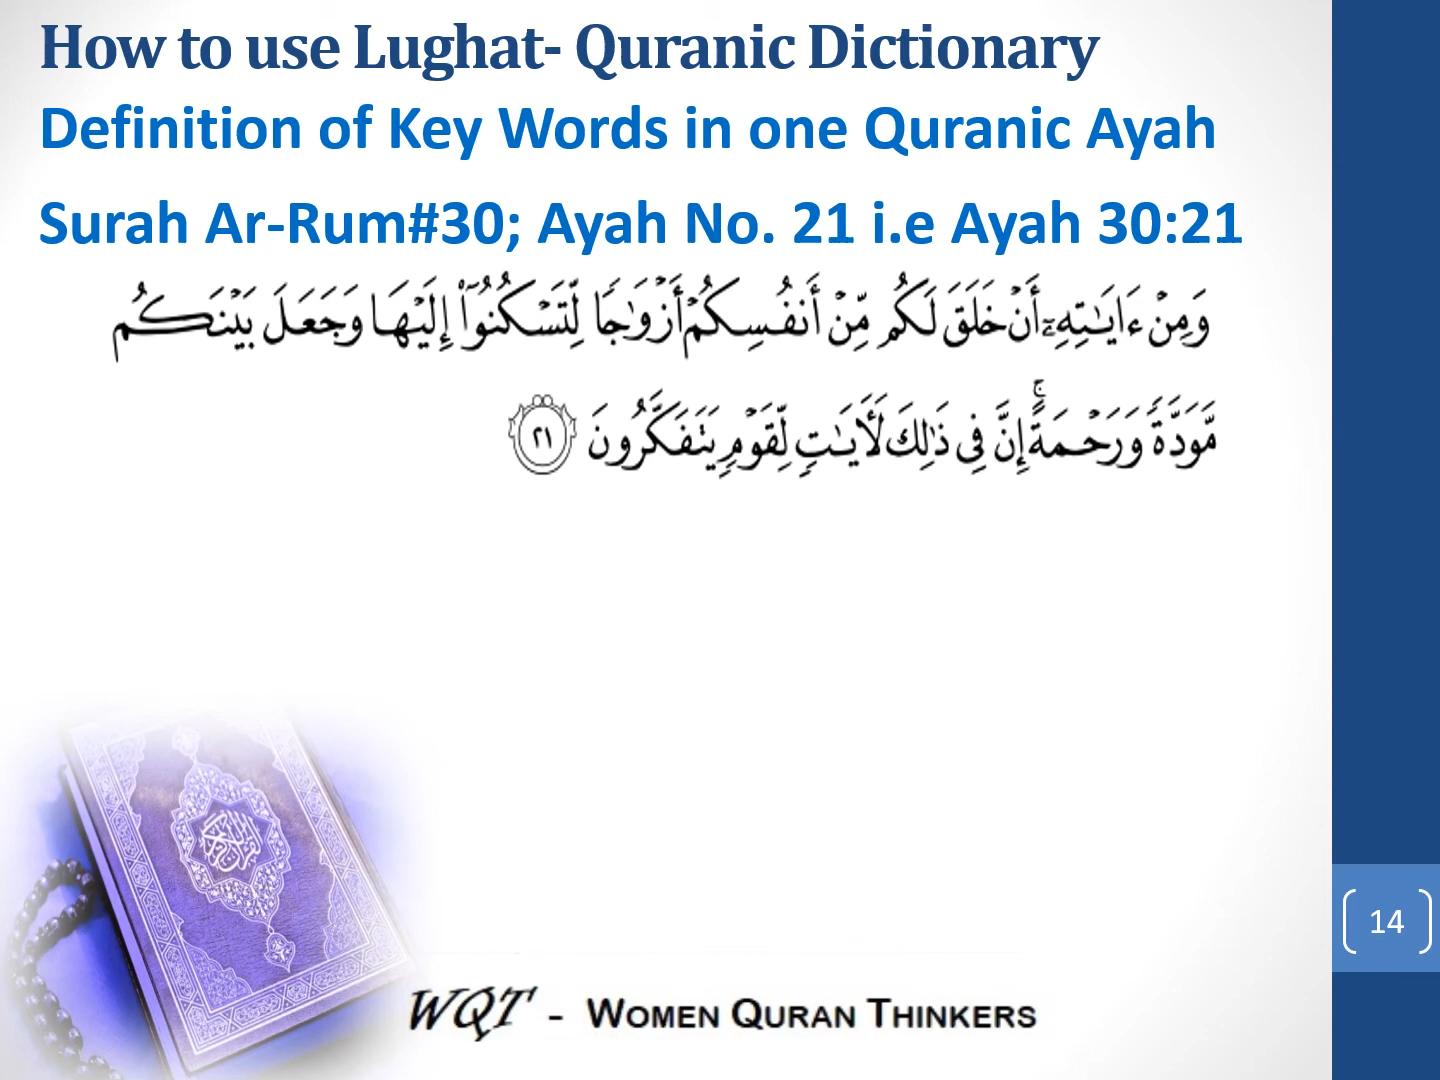 How to use Lughat- Quranic Dictionary
Definition of Key Words in one Quranic Ayah
Surah Ar-Rum#30; Ayah No. 21 i.e Ayah 30:21
وَمِنْ ءَايَـٰتِهِۦٓ أَنْ خَلَقَ لَكُم مِّنْ أَنفُسِكُمْ أَزْوَٰجًا لِّتَسْكُنُوٓا۟ إِلَيْهَا وَجَعَلَ بَيْنَكُم
مَّوَدَّةً وَرَحْمَةً ۚ إِنَّ فِى ذَٰلِكَ لَـَٔايَـٰتٍ لِّقَوْمٍ يَتَفَكَّرُونَ ٢١
14
WQT - WOMEN QURAN THINKERS